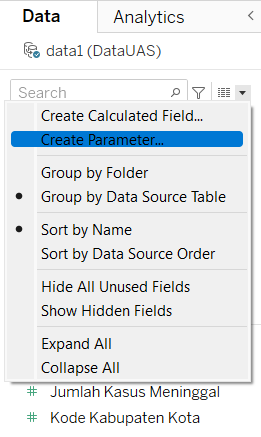 Data Analytics
data1 (DataUAS)
Search
Create Calculated Field...
Create Parameter...
Group by Folder
Group by Data Source Table
Sort by Name
Sort by Data Source Order
Hide All Unused Fields
Show Hidden Fields
Expand All
Collapse All
Jumlah Kasus Meninggal
Kode Kabupaten Kota